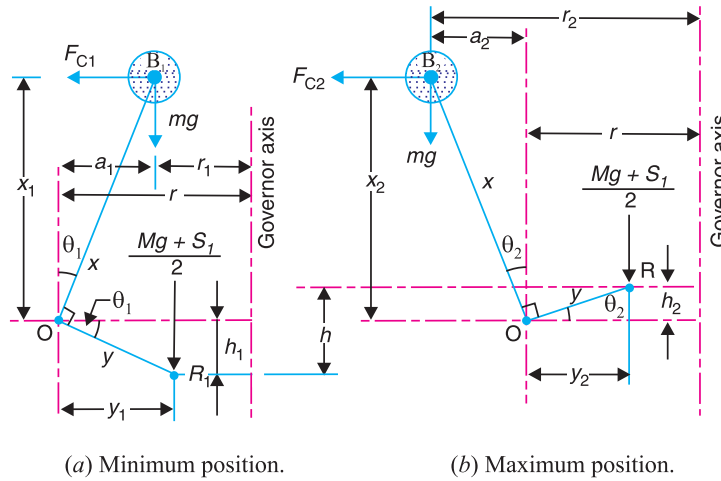 F_C1
B_1
mg
a_1
r_1
r
x_1
θ_1
x
Governor axis
Mg + S_1
2
θ_1
O
y
R_1
h_1
y_1
(a) Minimum position.
r_2
a_2
F_C2
B_2
mg
r
x_2
x
θ_2
Governor axis
Mg + S_1
2
R
y
θ_2
h_2
h
O
y_2
(b) Maximum position.